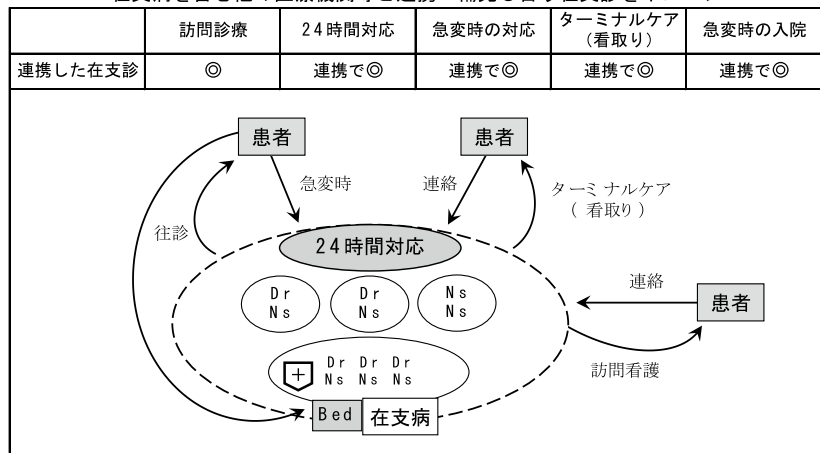 訪問診療 24時間対応 急変時の対応 ターミナルケア(看取り) 急変時の入院
連携した在支診 ◎ 連携で◎ 連携で◎ 連携で◎ 連携で◎
患者
患者
急変時
連絡
ターミナルケア
(看取り)
往診
24時間対応
Dr
Ns
Dr
Ns
Ns
Ns
連絡
患者
訪問看護
Dr Dr Dr
Ns Ns Ns
Bed
在支病